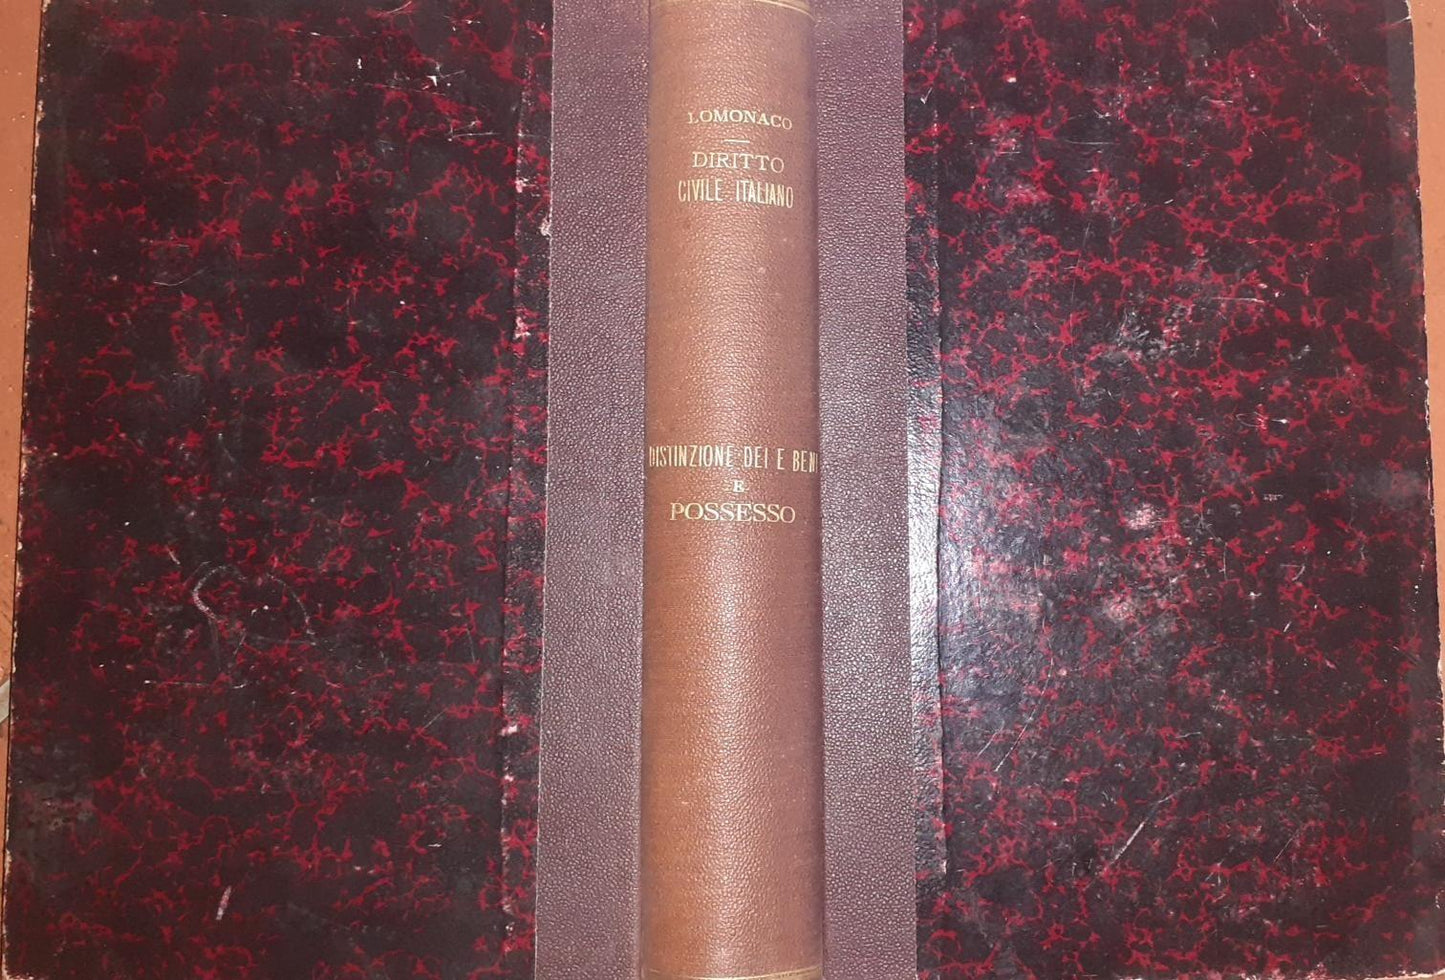 LOMONACO
DIRITTO
CIVILE ITALIANO
DISTINZIONE DEI E BENI
E
POSSESSO